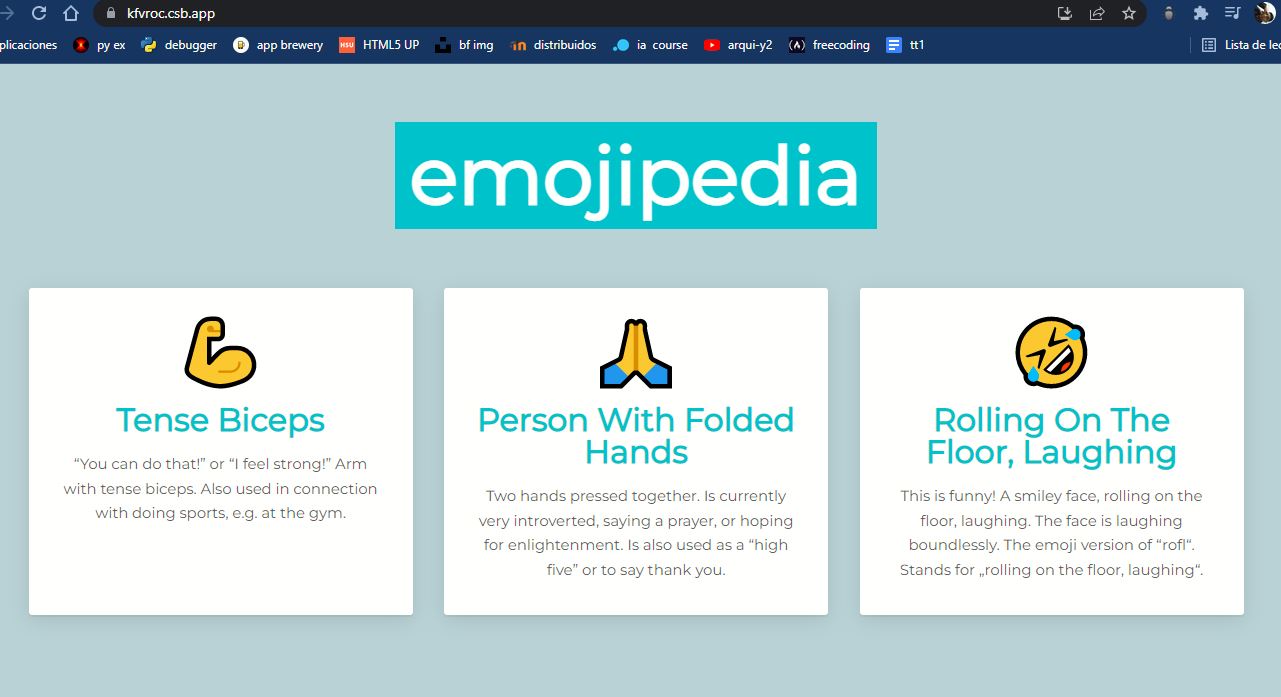 kfvroc.csb.app
plicaciones py ex debugger app brewery HTML5 UP bf img distribuidos ia course arqui-y2 freecoding tt1 Lista de lec
emojipedia
Tense Biceps
“You can do that!” or “I feel strong!” Arm
with tense biceps. Also used in connection
with doing sports, e.g. at the gym.
Person With Folded
Hands
Two hands pressed together. Is currently
very introverted, saying a prayer, or hoping
for enlightenment. Is also used as a “high
five” or to say thank you.
Rolling On The
Floor, Laughing
This is funny! A smiley face, rolling on the
floor, laughing. The face is laughing
boundlessly. The emoji version of “rofl“.
Stands for „rolling on the floor, laughing“.